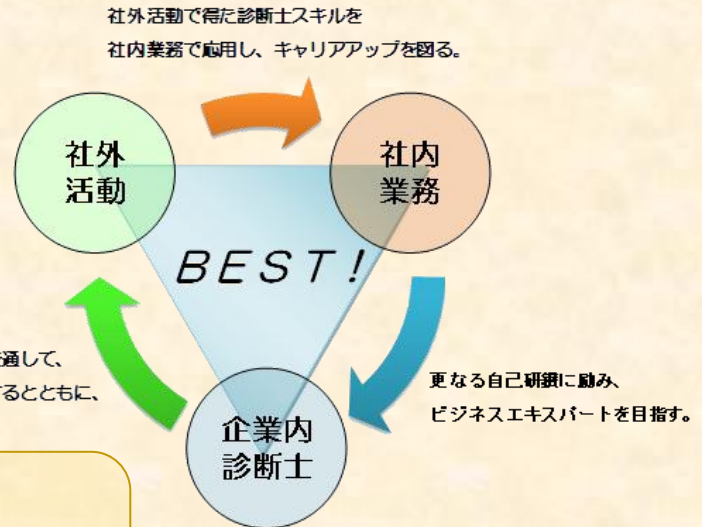 社外活動で得た診断士スキルを
社内業務で応用し、キャリアアップを図る。
社外
活動
社内
業務
BEST!
通して、
するとともに、
更なる自己研鑽に励み、
ビジネスエキスパートを目指す。
企業内
診断士